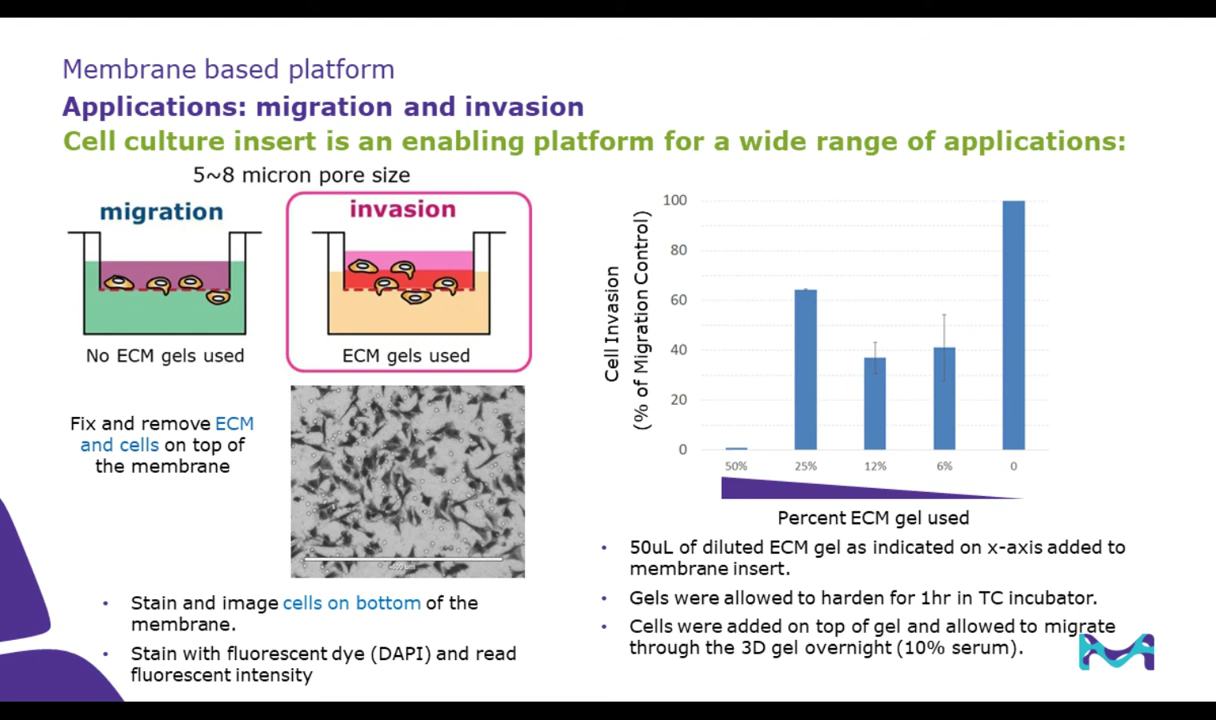 Membrane based platform
Applications: migration and invasion
Cell culture insert is an enabling platform for a wide range of applications:
5~8 micron pore size
migration
invasion
No ECM gels used
ECM gels used
Fix and remove ECM
and cells on top of
the membrane
• Stain and image cells on bottom of the
membrane.
• Stain with fluorescent dye (DAPI) and read
fluorescent intensity
Cell Invasion
(% of Migration Control)
100
80
60
40
20
0
50% 25% 12% 6% 0
Percent ECM gel used
• 50uL of diluted ECM gel as indicated on x-axis added to
membrane insert.
• Gels were allowed to harden for 1hr in TC incubator.
• Cells were added on top of gel and allowed to migrate
through the 3D gel overnight (10% serum).